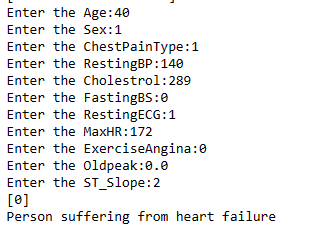 Enter the Age:40
Enter the Sex:1
Enter the ChestPainType:1
Enter the RestingBP:140
Enter the Cholestrol:289
Enter the FastingBS:0
Enter the RestingECG:1
Enter the MaxHR:172
Enter the ExerciseAngina:0
Enter the Oldpeak:0.0
Enter the ST_Slope:2
[0]
Person suffering from heart failure